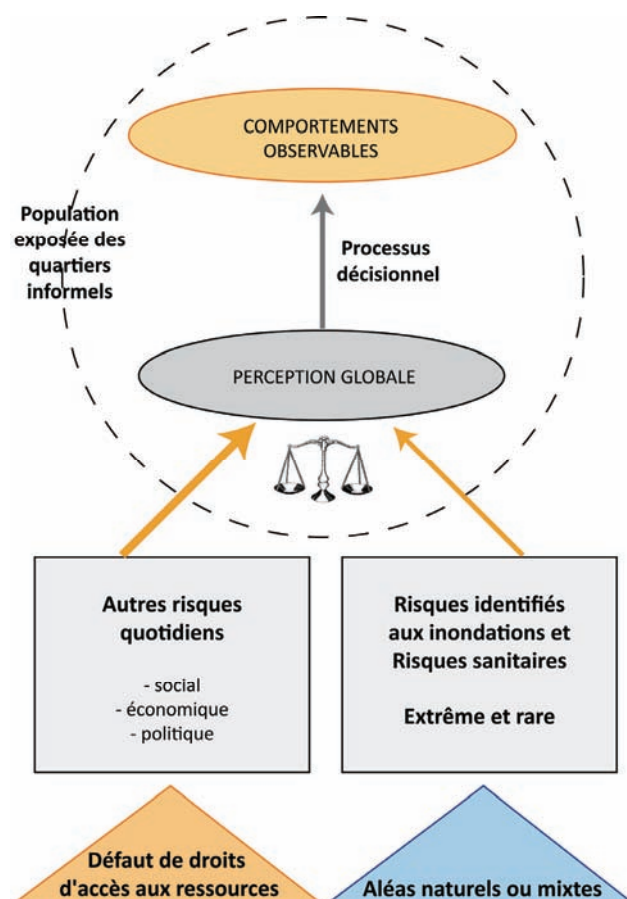 COMPORTEMENTS
OBSERVABLES
Population
exposée des
quartiers
informels
Processus
décisionnel
PERCEPTION GLOBALE
Autres risques
quotidiens
- social
- économique
- politique
Risques identifiés
aux inondations et
Risques sanitaires
Extrême et rare
Défaut de droits
d'accès aux ressources
Aléas naturels ou mixtes